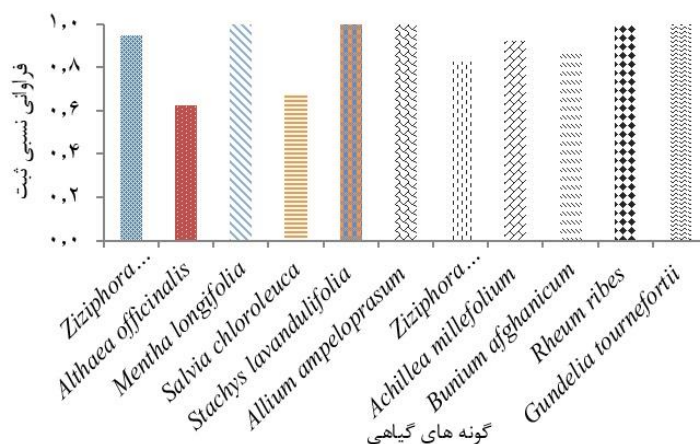 فراوانی نسبی ثبت
۱,۰
۰,۸
۰,۶
۰,۴
۰,۲
۰,۰
Ziziphora...
Althaea officinalis
Mentha longifolia
Salvia chloroleuca
Stachys lavandulifolia
Allium ampeloprasum
Ziziphora...
Achillea millefolium
Bunium afghanicum
Rheum ribes
Gundelia tournefortii
گونه های گیاهی